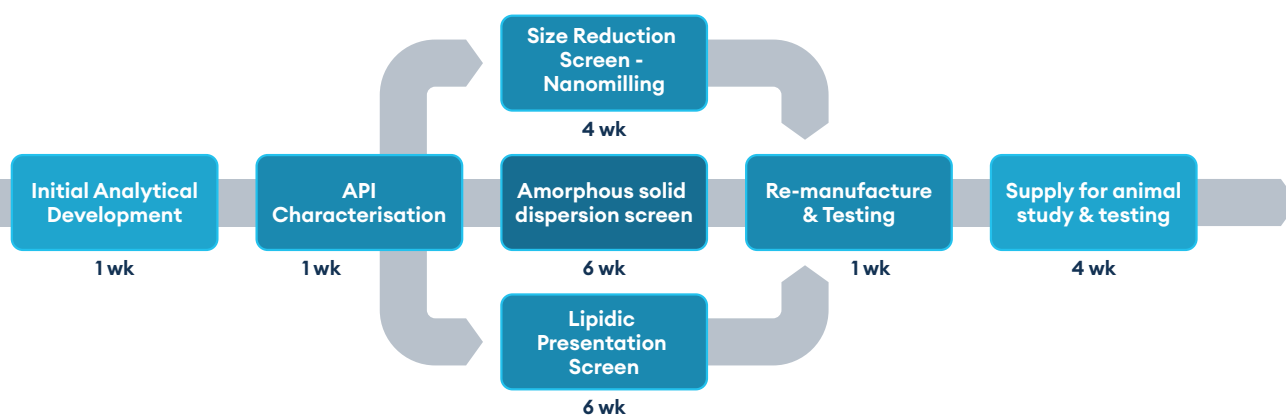 Initial Analytical
Development
1 wk
API
Characterisation
1 wk
Size Reduction
Screen -
Nanomilling
4 wk
Amorphous solid
dispersion screen
6 wk
Lipidic
Presentation
Screen
6 wk
Re-manufacture
& Testing
1 wk
Supply for animal
study & testing
4 wk